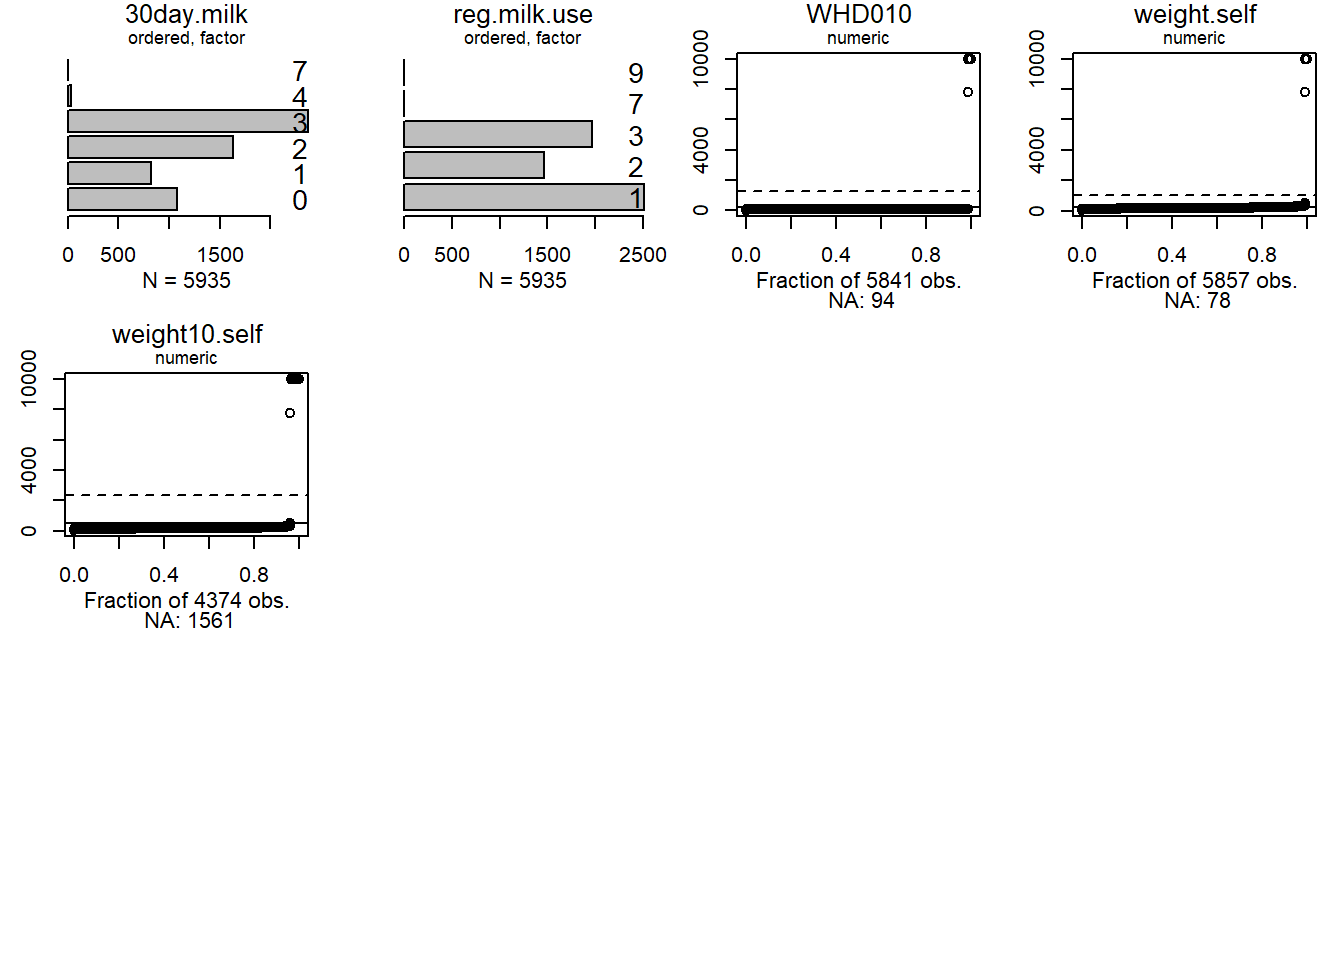 30day.milk
ordered, factor
7
4
3
2
1
0
0 500 1500
N = 5935
reg.milk.use
ordered, factor
9
7
3
2
1
0 500 1500 2500
N = 5935
WHD010
numeric
10000
4000
0
0.0 0.4 0.8
Fraction of 5841 obs.
NA: 94
weight.self
numeric
10000
4000
0
0.0 0.4 0.8
Fraction of 5857 obs.
NA: 78
weight10.self
numeric
10000
4000
0
0.0 0.4 0.8
Fraction of 4374 obs.
NA: 1561